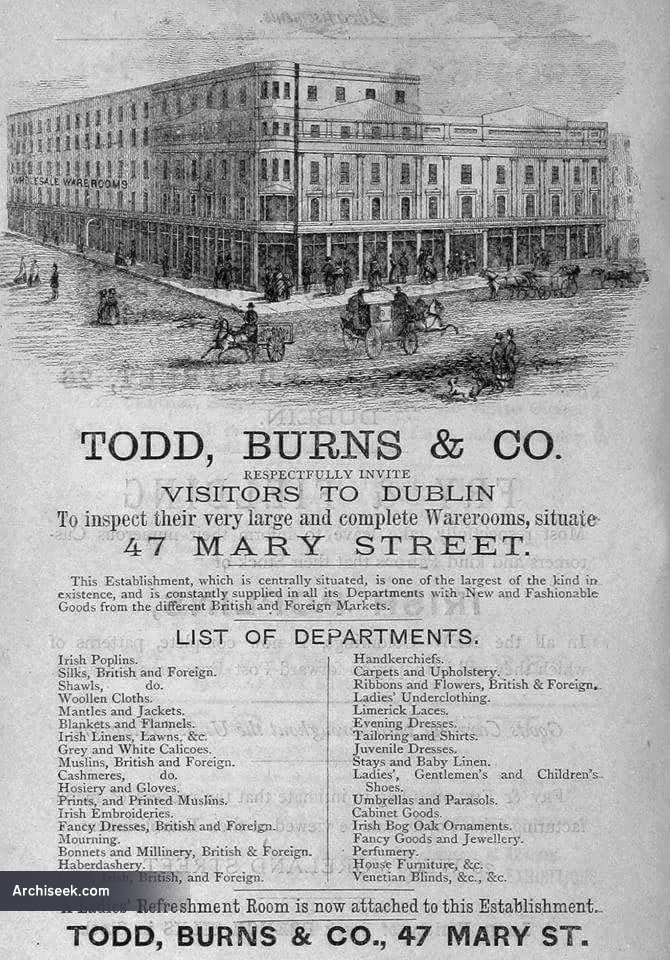 WHOLESALE WAREROOMS
TODD, BURNS & CO.
RESPECTFULLY INVITE
VISITORS TO DUBLIN
To inspect their very large and complete Warerooms, situate
47 MARY STREET.
This Establishment, which is centrally situated, is one of the largest of the kind in
existence, and is constantly supplied in all its Departments with New and Fashionable
Goods from the different British and Foreign Markets.
LIST OF DEPARTMENTS.
Irish Poplins.
Silks, British and Foreign.
Shawls, do.
Woollen Cloths.
Mantles and Jackets.
Blankets and Flannels.
Irish Linens, Lawns, &c.
Grey and White Calicoes.
Muslins, British and Foreign.
Cashmeres, do.
Hosiery and Gloves.
Prints, and Printed Muslins.
Irish Embroideries.
Fancy Dresses, British and Foreign.
Mourning.
Bonnets and Millinery, British & Foreign.
Haberdashery.
Irish, British, and Foreign.
Handkerchiefs.
Carpets and Upholstery.
Ribbons and Flowers, British & Foreign.
Ladies' Underclothing.
Limerick Laces.
Evening Dresses.
Tailoring and Shirts.
Juvenile Dresses.
Stays and Baby Linen.
Ladies', Gentlemen's and Children's
Shoes.
Umbrellas and Parasols.
Cabinet Goods.
Irish Bog Oak Ornaments.
Fancy Goods and Jewellery.
Perfumery.
House Furniture, &c.
Venetian Blinds, &c., &c.
Archiseek.com
A Ladies' Refreshment Room is now attached to this Establishment.
TODD, BURNS & CO., 47 MARY ST.